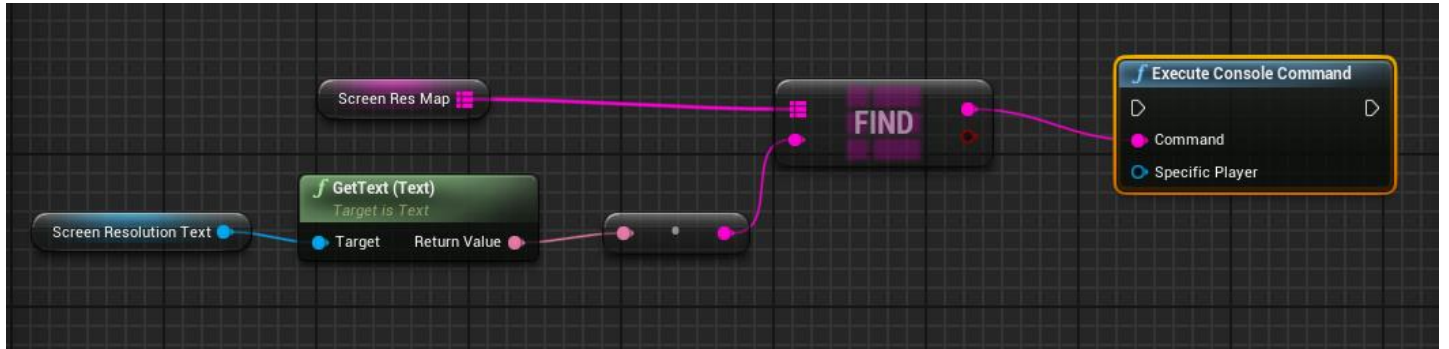 Execute Console Command
Screen Res Map
FIND
Command
Specific Player
GetText (Text)
Target is Text
Screen Resolution Text
Target
Return Value